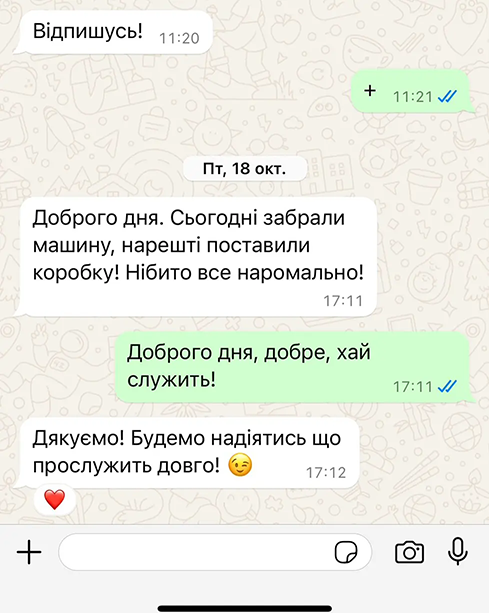 Відпишусь! 11:20
+ 11:21
Пт, 18 окт.
Доброго дня. Сьогодні забрали
машину, нарешті поставили
коробку! Нібито все наромально!
17:11
Доброго дня, добре, хай
служить! 17:11
Дякуємо! Будемо надіятись що
прослужить довго! 😉 17:12
❤️